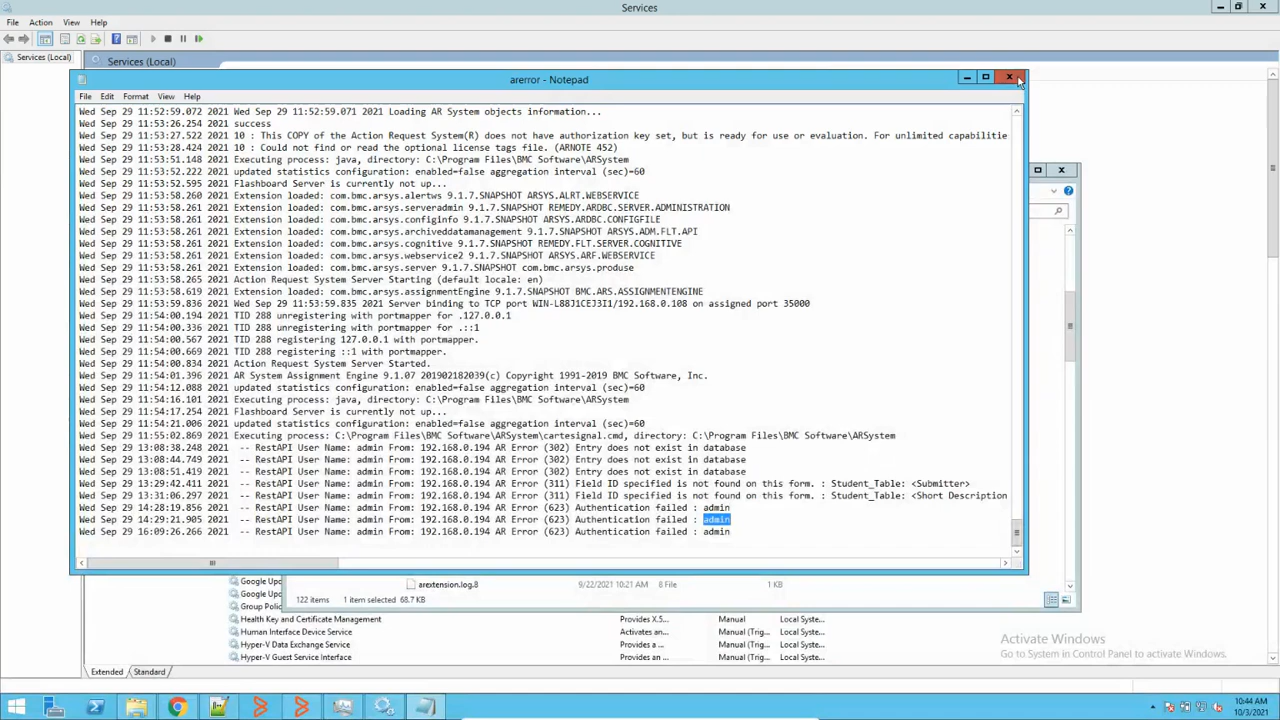 Services
File Action View Help
Services (Local)
Services (Local)
arerror - Notepad
File Edit Format View Help
Wed Sep 29 11:52:59.072 2021 Wed Sep 29 11:52:59.071 2021 Loading AR System objects information...
Wed Sep 29 11:53:26.254 2021 success
Wed Sep 29 11:53:27.522 2021 10 : This COPY of the Action Request System(R) does not have authorization key set, but is ready for use or evaluation. For unlimited capabilitie
Wed Sep 29 11:53:28.424 2021 10 : Could not find or read the optional license tags file. (ARNOTE 452)
Wed Sep 29 11:53:51.148 2021 Executing process: java, directory: C:\Program Files\BMC Software\ARSystem
Wed Sep 29 11:53:52.222 2021 updated statistics configuration: enabled=false aggregation interval (sec)=60
Wed Sep 29 11:53:52.595 2021 Flashboard Server is currently not up...
Wed Sep 29 11:53:58.260 2021 Extension loaded: com.bmc.arsys.alertws 9.1.7.SNAPSHOT ARSYS.ALRT.WEBSERVICE
Wed Sep 29 11:53:58.261 2021 Extension loaded: com.bmc.arsys.serveradmin 9.1.7.SNAPSHOT REMEDY.ARDBC.SERVER.ADMINISTRATION
Wed Sep 29 11:53:58.261 2021 Extension loaded: com.bmc.arsys.configinfo 9.1.7.SNAPSHOT ARSYS.ARDBC.CONFIGFILE
Wed Sep 29 11:53:58.261 2021 Extension loaded: com.bmc.arsys.archiveddatamanagement 9.1.7.SNAPSHOT ARSYS.ADM.FLT.API
Wed Sep 29 11:53:58.261 2021 Extension loaded: com.bmc.arsys.cognitive 9.1.7.SNAPSHOT REMEDY.FLT.SERVER.COGNITIVE
Wed Sep 29 11:53:58.261 2021 Extension loaded: com.bmc.arsys.webservice2 9.1.7.SNAPSHOT ARSYS.ARF.WEBSERVICE
Wed Sep 29 11:53:58.261 2021 Extension loaded: com.bmc.arsys.server 9.1.7.SNAPSHOT com.bmc.arsys.produse
Wed Sep 29 11:53:58.265 2021 Action Request System Server Starting (default locale: en)
Wed Sep 29 11:53:58.261 2021 Extension loaded: com.bmc.arsys.assignmentEngine 9.1.7.SNAPSHOT BMC.ARS.ASSIGNMENTENGINE
Wed Sep 29 11:53:59.836 2021 Wed Sep 29 11:53:59.835 2021 Server binding to TCP port WIN-L88J1CEJ3I1/192.168.0.108 on assigned port 35000
Wed Sep 29 11:54:00.194 2021 TID 288 unregistering with portmapper for .127.0.0.1
Wed Sep 29 11:54:00.336 2021 TID 288 unregistering with portmapper for .::1
Wed Sep 29 11:54:00.567 2021 TID 288 registering 127.0.0.1 with portmapper.
Wed Sep 29 11:54:00.669 2021 TID 288 registering ::1 with portmapper.
Wed Sep 29 11:54:00.834 2021 Action Request System Server Started.
Wed Sep 29 11:54:01.396 2021 AR System Assignment Engine 9.1.07 201902182039(c) Copyright 1991-2019 BMC Software, Inc.
Wed Sep 29 11:54:12.088 2021 updated statistics configuration: enabled=false aggregation interval (sec)=60
Wed Sep 29 11:54:16.101 2021 Executing process: java, directory: C:\Program Files\BMC Software\ARSystem
Wed Sep 29 11:54:17.254 2021 Flashboard Server is currently not up...
Wed Sep 29 11:54:21.006 2021 updated statistics configuration: enabled=false aggregation interval (sec)=60
Wed Sep 29 11:55:02.869 2021 Executing process: C:\Program Files\BMC Software\ARSystem\cartesignal.cmd, directory: C:\Program Files\BMC Software\ARSystem
Wed Sep 29 13:08:38.248 2021 -- RestAPI User Name: admin From: 192.168.0.194 AR Error (302) Entry does not exist in database
Wed Sep 29 13:08:44.749 2021 -- RestAPI User Name: admin From: 192.168.0.194 AR Error (302) Entry does not exist in database
Wed Sep 29 13:08:51.419 2021 -- RestAPI User Name: admin From: 192.168.0.194 AR Error (302) Entry does not exist in database
Wed Sep 29 13:29:42.411 2021 -- RestAPI User Name: admin From: 192.168.0.194 AR Error (311) Field ID specified is not found on this form. : Student_Table: <Submitter>
Wed Sep 29 13:31:06.297 2021 -- RestAPI User Name: admin From: 192.168.0.194 AR Error (311) Field ID specified is not found on this form. : Student_Table: <Short Description
Wed Sep 29 14:28:19.856 2021 -- RestAPI User Name: admin From: 192.168.0.194 AR Error (623) Authentication failed : admin
Wed Sep 29 14:29:21.905 2021 -- RestAPI User Name: admin From: 192.168.0.194 AR Error (623) Authentication failed : admin
Wed Sep 29 16:09:26.266 2021 -- RestAPI User Name: admin From: 192.168.0.194 AR Error (623) Authentication failed : admin
Google Upd
arextension.log.8 9/22/2021 10:21 AM 8 File 1 KB
Google Upd
122 items 1 item selected 68.7 KB
Group Polic
Health Key and Certificate Management Provides X.5... Manual Local Syste...
Human Interface Device Service Activates an... Manual (Trig... Local Syste...
Hyper-V Data Exchange Service Provides a ... Manual (Trig... Local Syste...
Hyper-V Guest Service Interface Provides an ... Manual (Trig... Local Syste...
Activate Windows
Go to System in Control Panel to activate Windows.
Extended Standard
10:44 AM
10/3/2021